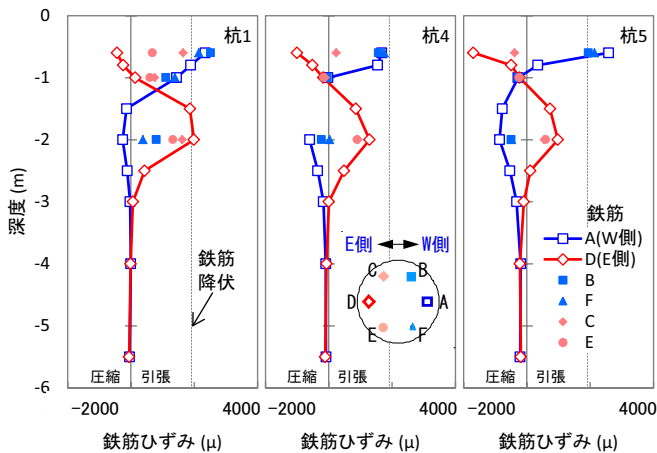 杭1
杭4
杭5
0
-1
-2
-3
-4
-5
-6
深度 (m)
鉄筋
降伏
E側
W側
C
B
D
A
E
F
鉄筋
A(W側)
D(E側)
B
F
C
E
圧縮 引張
圧縮 引張
圧縮 引張
-2000 4000
-2000 4000
-2000 4000
鉄筋ひずみ (μ)
鉄筋ひずみ (μ)
鉄筋ひずみ (μ)